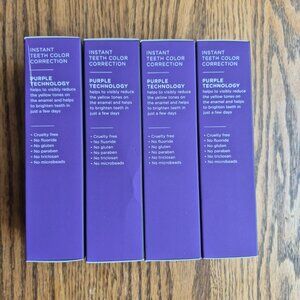 INSTANT
TEETH COLOR
CORRECTION
PURPLE
TECHNOLOGY
helps to visibly reduce
the yellow tones on
the enamel and helps
to brighten teeth in
just a few days
• Cruelty free
• No fluoride
• No gluten
• No paraben
• No triclosan
• No microbeads
INSTANT
TEETH COLOR
CORRECTION
PURPLE
TECHNOLOGY
helps to visibly reduce
the yellow tones on
the enamel and helps
to brighten teeth in
just a few days
• Cruelty free
• No fluoride
• No gluten
• No paraben
• No triclosan
• No microbeads
INSTANT
TEETH COLOR
CORRECTION
PURPLE
TECHNOLOGY
helps to visibly reduce
the yellow tones on
the enamel and helps
to brighten teeth in
just a few days
• Cruelty free
• No fluoride
• No gluten
• No paraben
• No triclosan
• No microbeads
INSTANT
TEETH COLOR
CORRECTION
PURPLE
TECHNOLOGY
helps to visibly reduce
the yellow tones on
the enamel and helps
to brighten teeth in
just a few days
• Cruelty free
• No fluoride
• No gluten
• No paraben
• No triclosan
• No microbeads